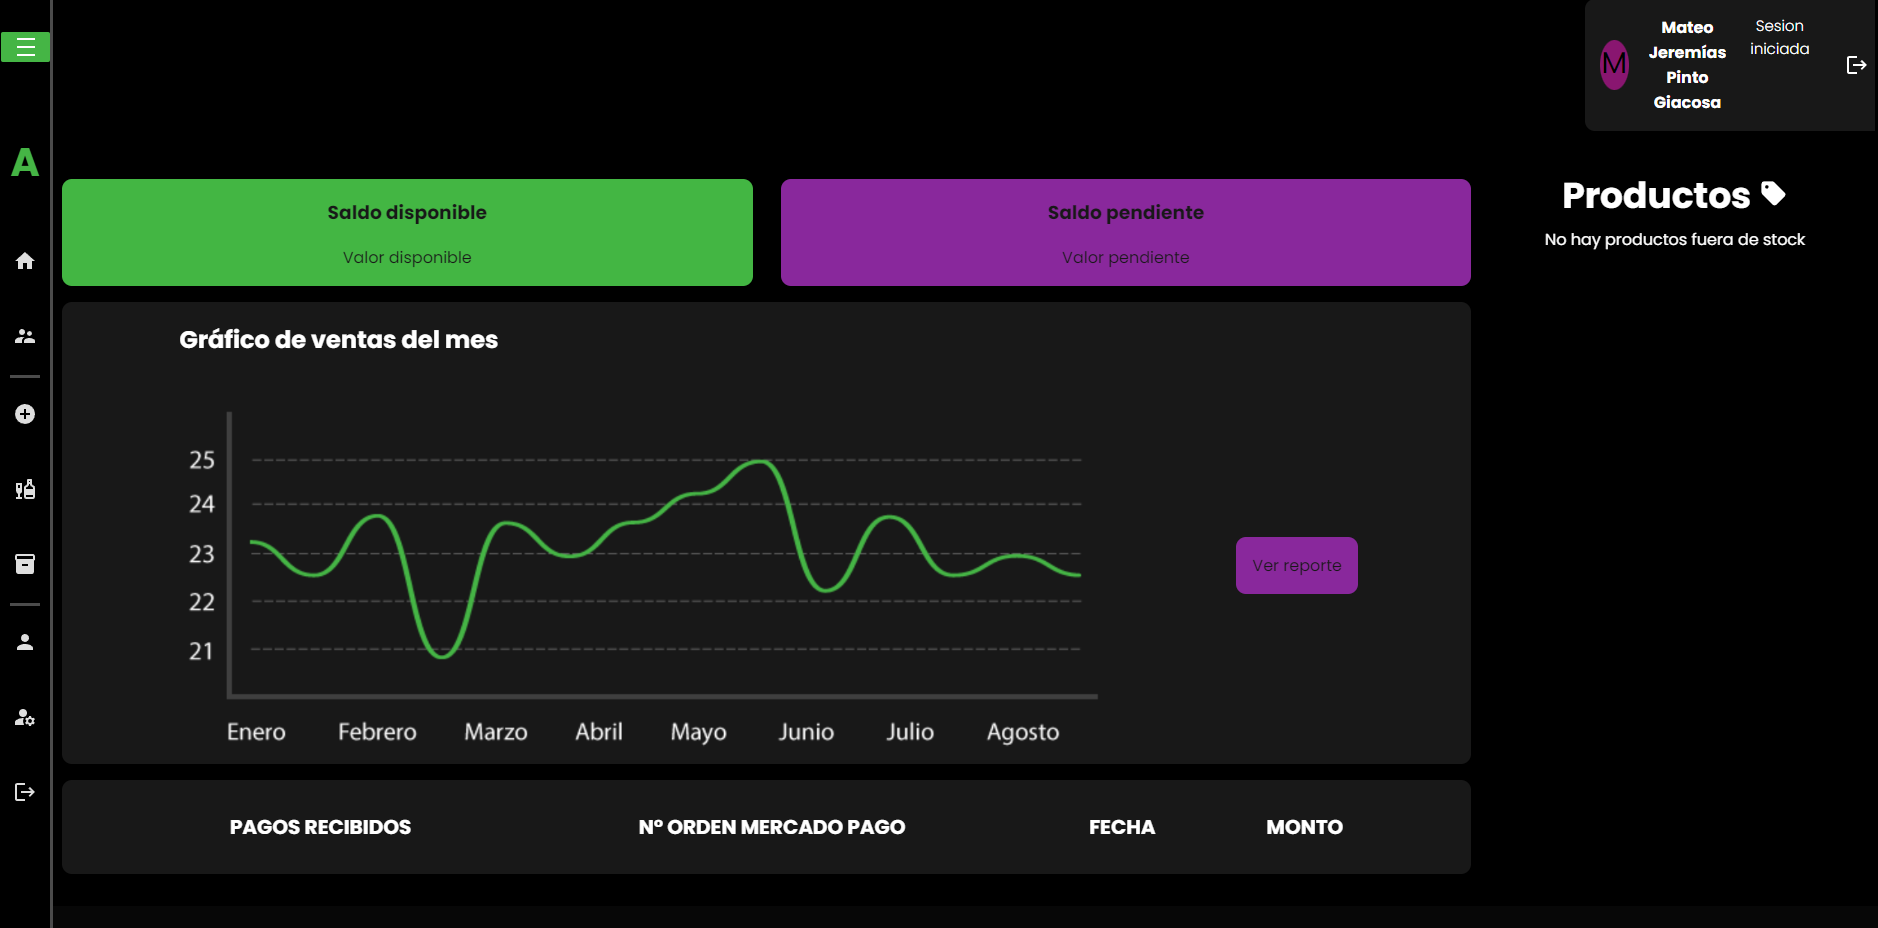 Mateo
Jeremías
Pinto
Giacosa
Sesion
iniciada
M
A
Saldo disponible
Valor disponible
Saldo pendiente
Valor pendiente
Productos
No hay productos fuera de stock
Gráfico de ventas del mes
25
24
23
22
21
Enero Febrero Marzo Abril Mayo Junio Julio Agosto
Ver reporte
PAGOS RECIBIDOS Nº ORDEN MERCADO PAGO FECHA MONTO